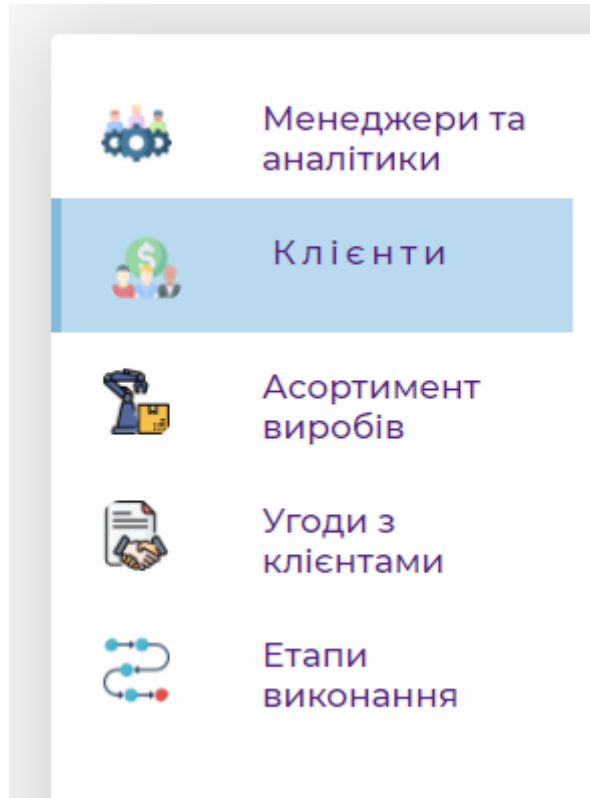 Менеджери та
аналітики
Клієнти
Асортимент
виробів
Угоди з
клієнтами
Етапи
виконання